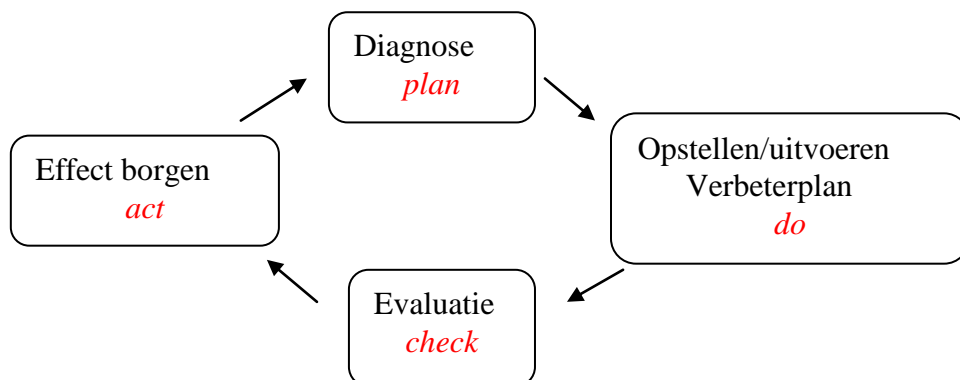 Diagnose
plan
Opstellen/uitvoeren
Verbeterplan
do
Evaluatie
check
Effect borgen
act